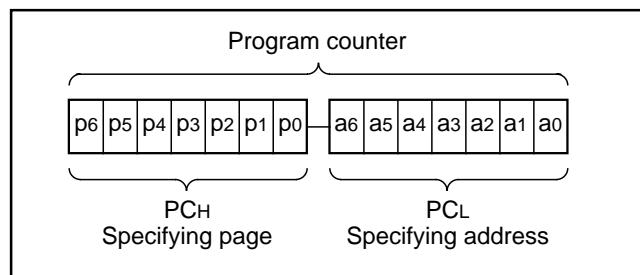 Program counter
p6 p5 p4 p3 p2 p1 p0 a6 a5 a4 a3 a2 a1 a0
PCH PCL
Specifying page Specifying address